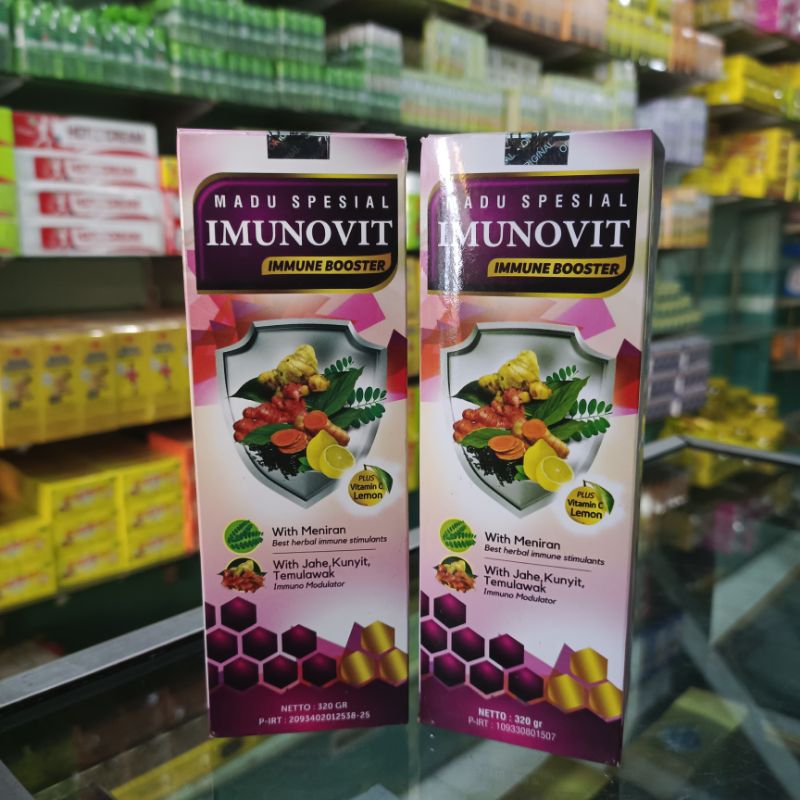 MADU SPESIAL
IMUNOVIT
IMMUNE BOOSTER
PLUS
Vitamin C
Lemon
With Meniran
Best herbal immune stimulants
With Jahe,Kunyit,
Temulawak
Immuno Modulator
NETTO : 320 GR
P-IRT : 2093402012538-25
ORIGINAL
MADU SPESIAL
IMUNOVIT
IMMUNE BOOSTER
PLUS
Vitamin C
Lemon
With Meniran
Best herbal immune stimulants
With Jahe,Kunyit,
Temulawak
Immuno Modulator
NETTO : 320 gr
P-IRT : 109330801507